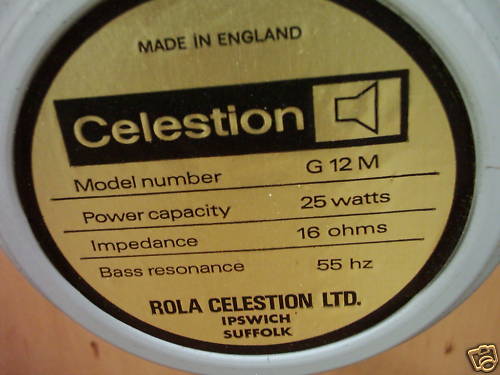 MADE IN ENGLAND
Celestion
Model number G 12 M
Power capacity 25 watts
Impedance 16 ohms
Bass resonance 55 hz
ROLA CELESTION LTD.
IPSWICH
SUFFOLK